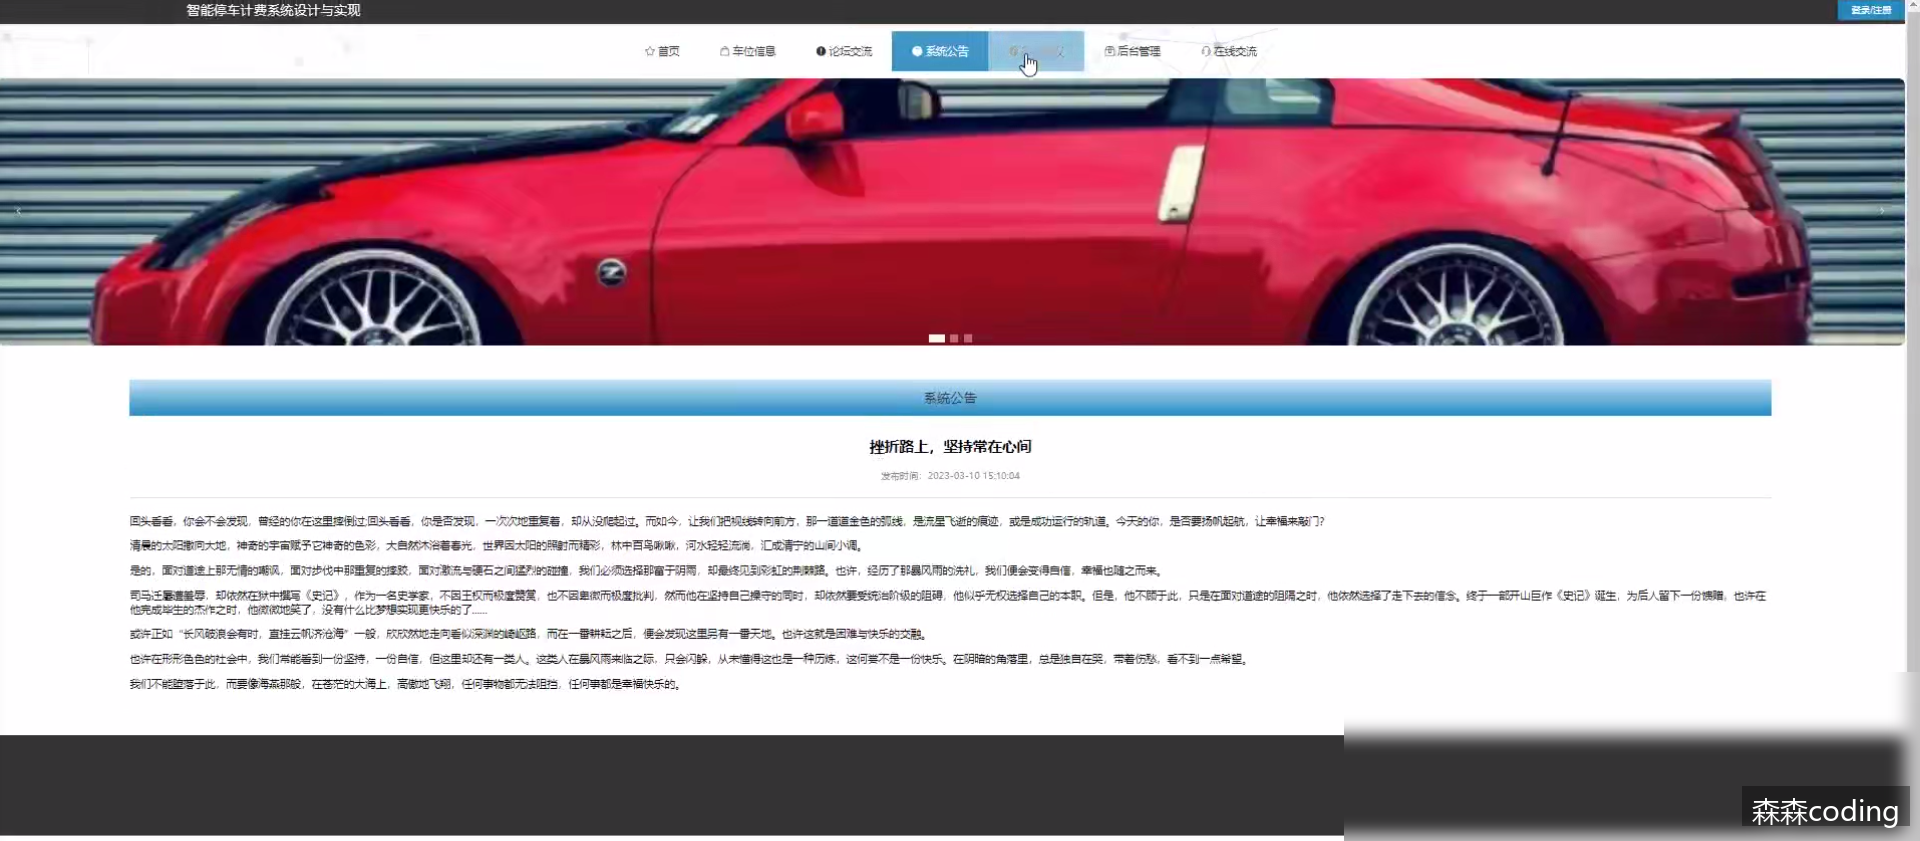 智能停车计费系统设计与实现
登录/注册
首页
车位信息
论坛交流
系统公告
后台管理
在线交流
系统公告
挫折路上，坚持常在心间
发布时间：2023-03-10 15:10:04
回头看看，你会不会发现，曾经的你在这里摔倒过;回头看看，你是否发现，一次次地重复着，却从没爬起过。而如今，让我们把视线转向前方，那一道道金色的弧线，是流星飞逝的痕迹，或是成功运行的轨道。今天的你，是否要扬帆起航，让幸福来敲门？
清晨的太阳撒向大地，神奇的宇宙赋予它神奇的色彩，大自然沐浴着春光，世界因太阳的照射而精彩，林中百鸟啾啾，河水轻轻流淌，汇成清宁的山间小调。
是的，面对道途上那无情的嘲讽，面对步伐中那重复的摔跤，面对激流与礁石之间猛烈的碰撞，我们必须选择那富于阴雨，却最终见到彩虹的荆棘路。也许，经历了那暴风雨的洗礼，我们便会变得自信，幸福也随之而来。
司马迁屡遭羞辱，却依然在狱中撰写《史记》，作为一名史学家，不因王权而极度赞赏，也不因卑微而极度批判，然而他在坚持自己操守的同时，却依然要受统治阶级的阻碍，他似乎无权选择自己的本职。但是，他不顾于此，只是在面对道途的阻隔之时，他依然选择了走下去的信念。终于一部开山巨作《史记》诞生，为后人留下一份馈赠，也许在
他完成毕生的杰作之时，他微微地笑了，没有什么比梦想实现更快乐的了……
或许正如“长风破浪会有时，直挂云帆济沧海”一般，欣欣然地走向看似深渊的崎岖路，而在一番耕耘之后，便会发现这里另有一番天地。也许这就是困难与快乐的交融。
也许在形形色色的社会中，我们常能看到一份坚持，一份自信，但这里却还有一类人。这类人在暴风雨来临之际，只会闪躲，从未懂得这也是一种历炼，这何尝不是一份快乐。在阴暗的角落里，总是独自在哭，带着伤愁，看不到一点希望。
我们不能堕落于此，而要像海燕那般，在苍茫的大海上，高傲地飞翔，任何事物都无法阻挡，任何事都是幸福快乐的。
森森coding